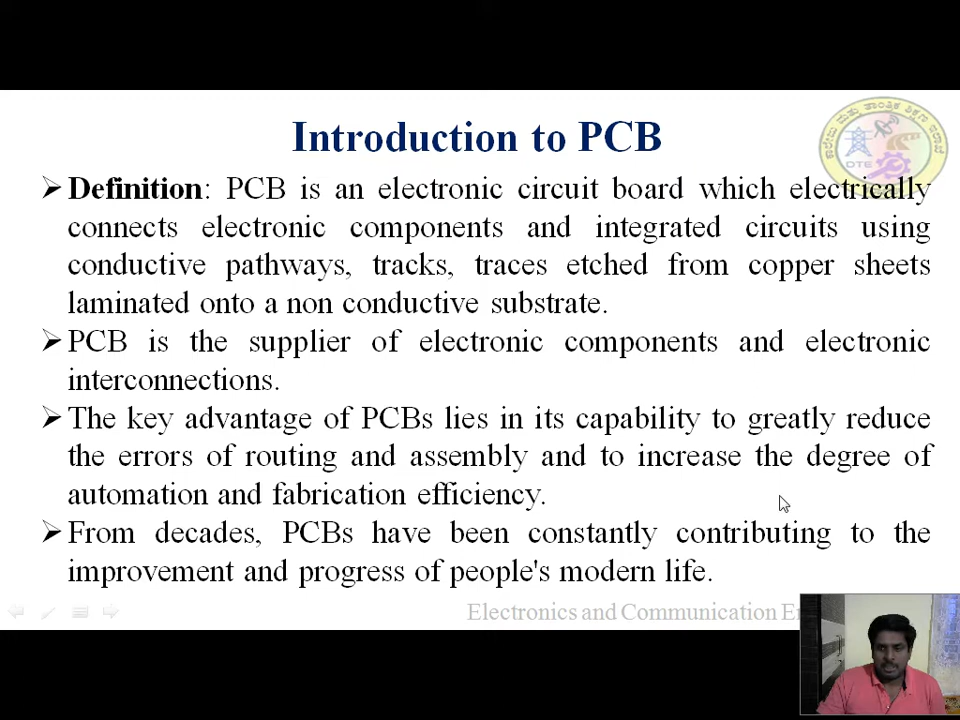 Introduction to PCB
OTE
➢ Definition: PCB is an electronic circuit board which electrically
connects electronic components and integrated circuits using
conductive pathways, tracks, traces etched from copper sheets
laminated onto a non conductive substrate.
➢ PCB is the supplier of electronic components and electronic
interconnections.
➢ The key advantage of PCBs lies in its capability to greatly reduce
the errors of routing and assembly and to increase the degree of
automation and fabrication efficiency.
➢ From decades, PCBs have been constantly contributing to the
improvement and progress of people's modern life.
Electronics and Communication